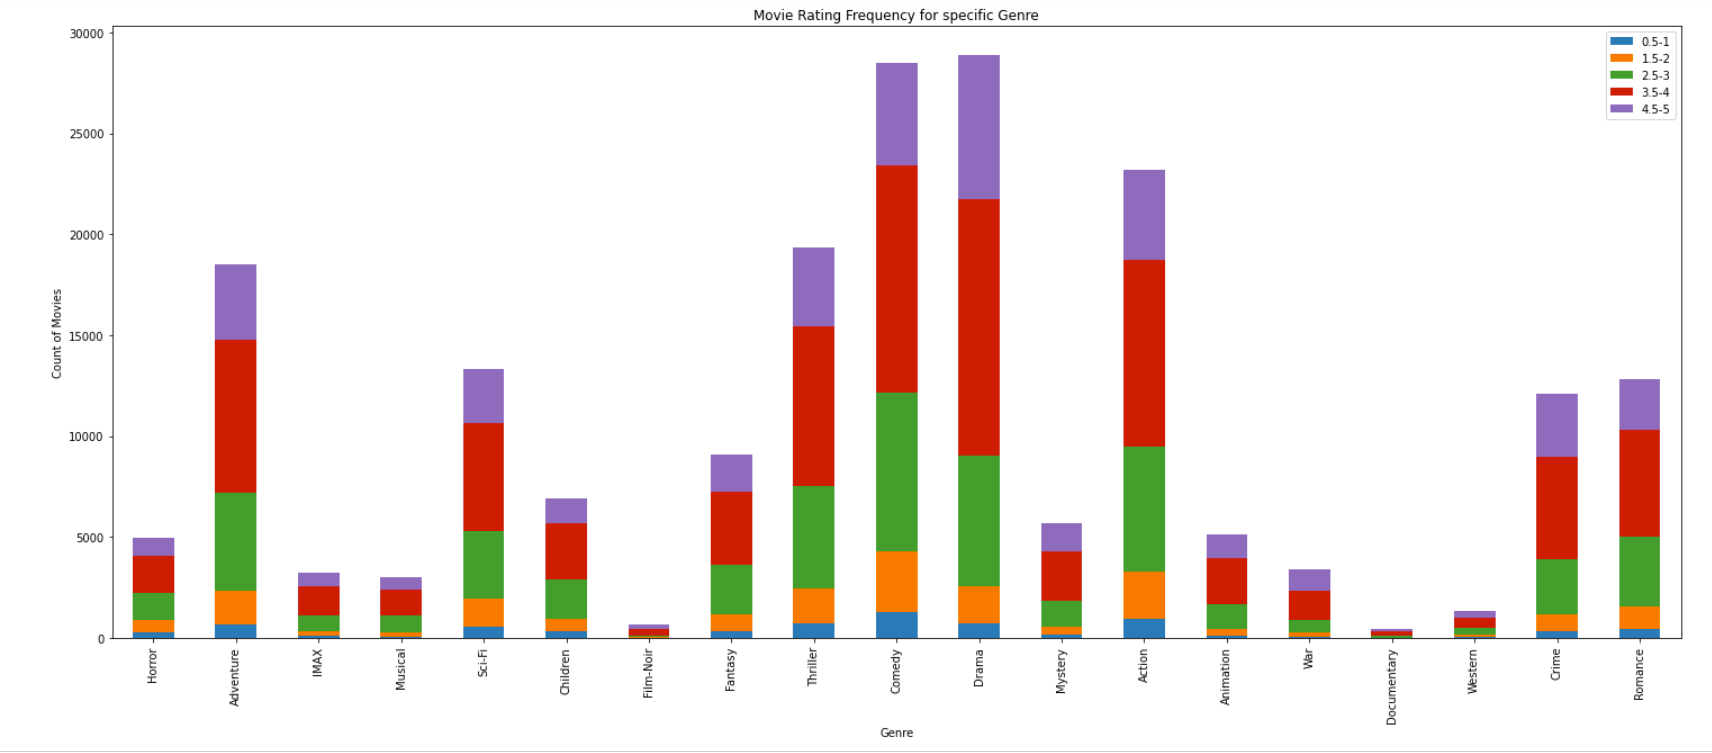 Movie Rating Frequency for specific Genre
30000
25000
20000
15000
10000
5000
0
Count of Movies
0.5-1
1.5-2
2.5-3
3.5-4
4.5-5
Horror
Adventure
IMAX
Musical
Sci-Fi
Children
Film-Noir
Fantasy
Thriller
Comedy
Drama
Mystery
Action
Animation
War
Documentary
Western
Crime
Romance
Genre